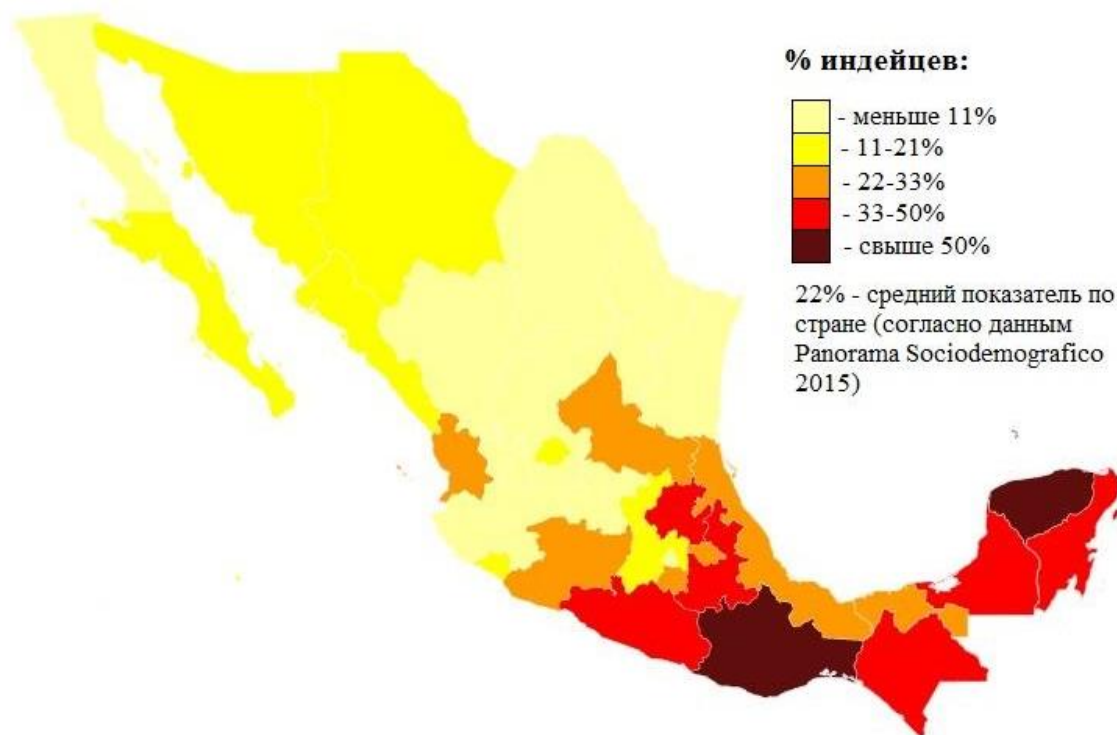 % индейцев:
- меньше 11%
- 11-21%
- 22-33%
- 33-50%
- свыше 50%
22% - средний показатель по
стране (согласно данным
Panorama Sociodemografico
2015)